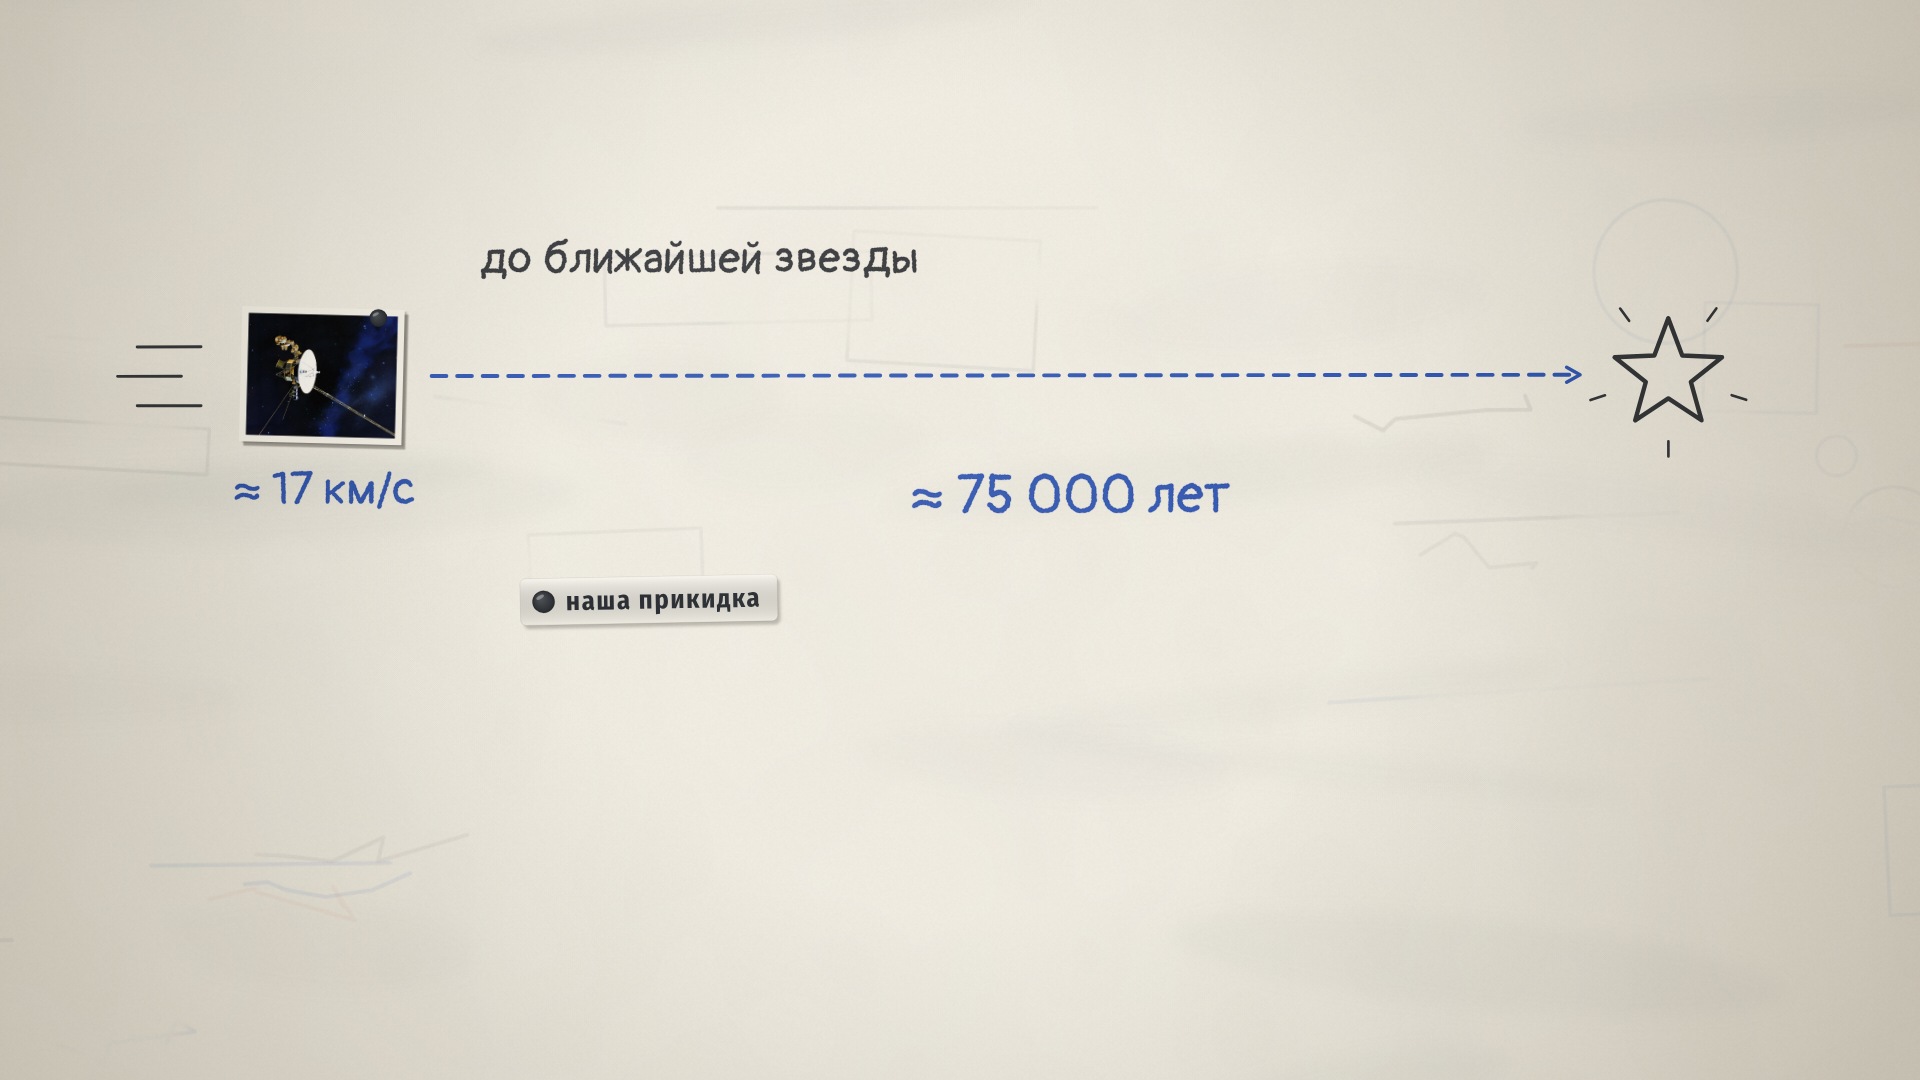 до ближайшей звезды
≈ 17 км/с
≈ 75 000 лет
наша прикидка